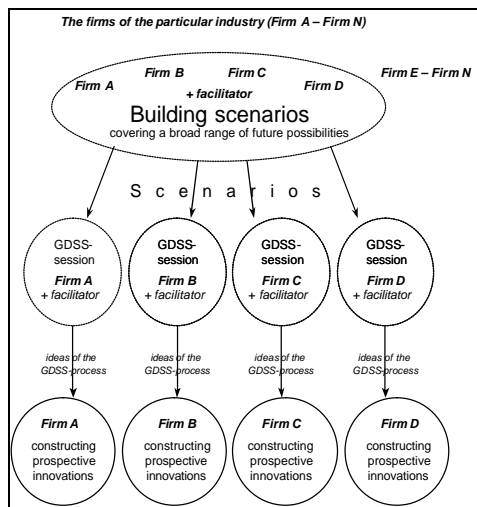 The firms of the particular industry (Firm A – Firm N)
Firm A Firm B Firm C Firm D Firm E – Firm N
+ facilitator
Building scenarios
covering a broad range of future possibilities
S c e n a r i o s
GDSS- GDSS- GDSS- GDSS-
session session session session
Firm A Firm B Firm C Firm D
+ facilitator + facilitator + facilitator + facilitator
ideas of the ideas of the ideas of the ideas of the
GDSS-process GDSS-process GDSS-process GDSS-process
Firm A Firm B Firm C Firm D
constructing constructing constructing constructing
prospective prospective prospective prospective
innovations innovations innovations innovations